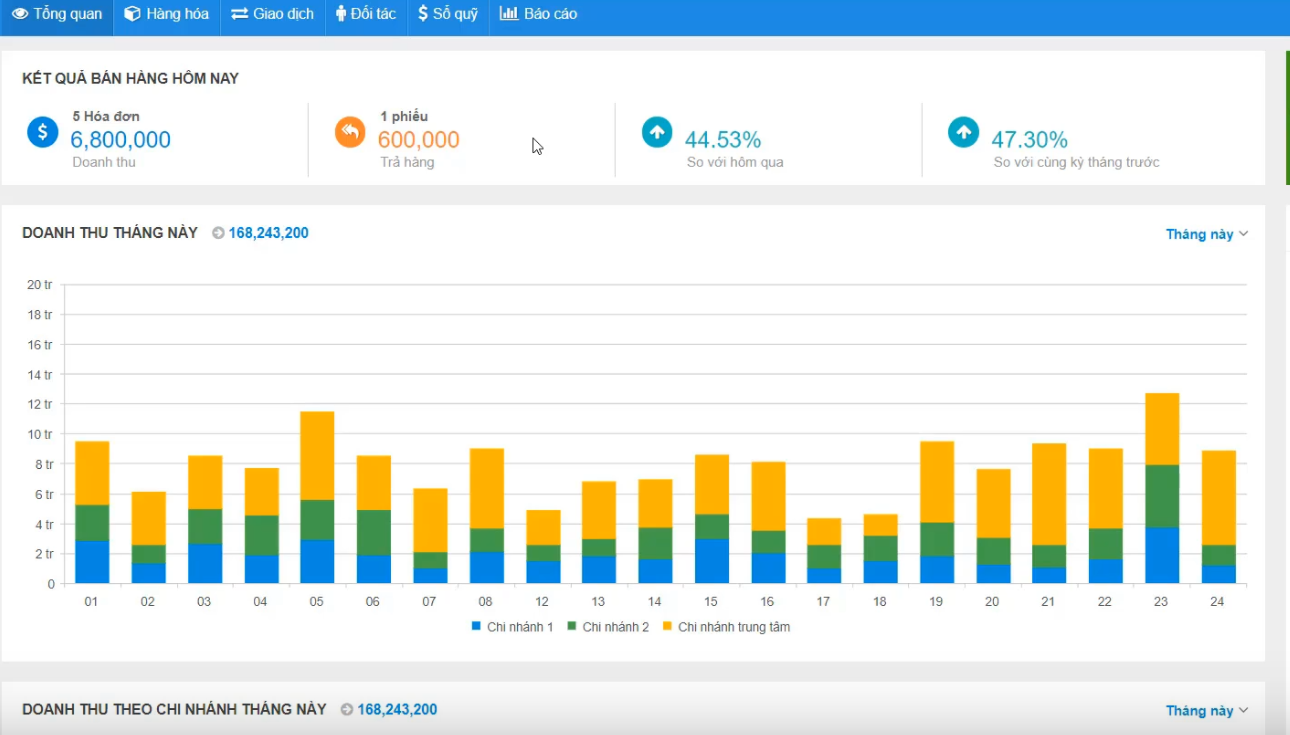 Tổng quan Hàng hóa Giao dịch Đối tác Sổ quỹ Báo cáo
KẾT QUẢ BÁN HÀNG HÔM NAY
5 Hóa đơn
6,800,000
Doanh thu
1 phiếu
600,000
Trả hàng
44.53%
So với hôm qua
47.30%
So với cùng kỳ tháng trước
DOANH THU THÁNG NÀY 168,243,200
Tháng này
20 tr
18 tr
16 tr
14 tr
12 tr
10 tr
8 tr
6 tr
4 tr
2 tr
0
01 02 03 04 05 06 07 08 12 13 14 15 16 17 18 19 20 21 22 23 24
Chi nhánh 1 Chi nhánh 2 Chi nhánh trung tâm
DOANH THU THEO CHI NHÁNH THÁNG NÀY 168,243,200
Tháng này